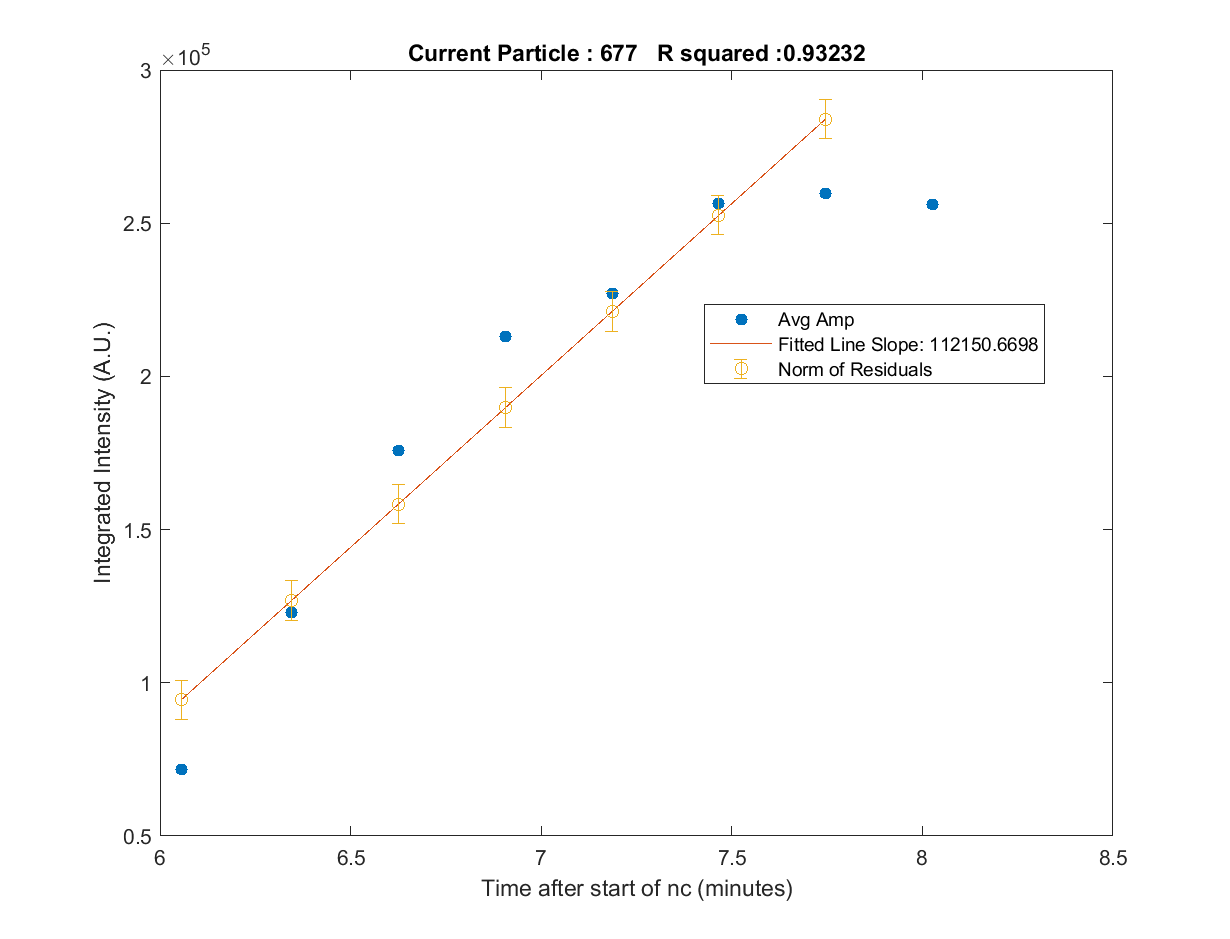 Current Particle : 677 R squared :0.93232
×10^5
3
2.5
2
1.5
1
0.5
6
6.5
7
7.5
8
8.5
Integrated Intensity (A.U.)
Time after start of nc (minutes)
Avg Amp
Fitted Line Slope: 112150.6698
Norm of Residuals